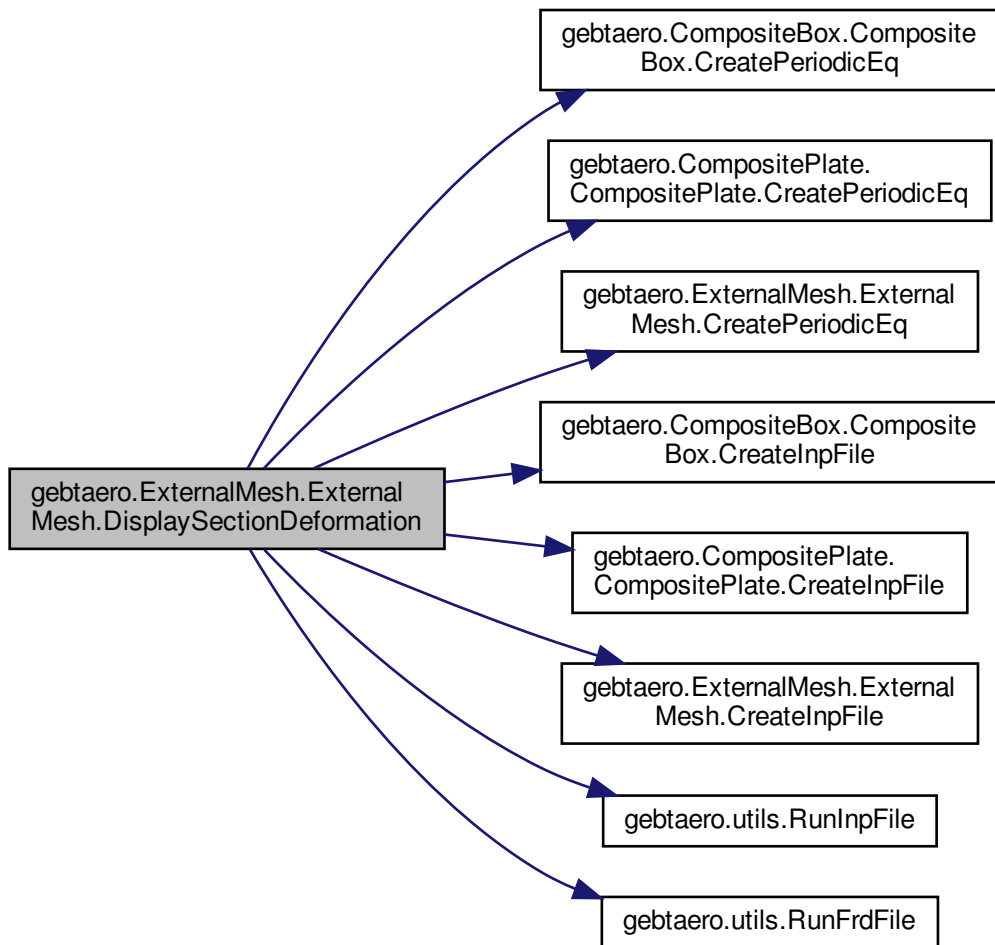 gebtaero.CompositeBox.Composite
Box.CreatePeriodicEq
gebtaero.CompositePlate.
CompositePlate.CreatePeriodicEq
gebtaero.ExternalMesh.External
Mesh.CreatePeriodicEq
gebtaero.CompositeBox.Composite
Box.CreateInpFile
gebtaero.ExternalMesh.External
Mesh.DisplaySectionDeformation
gebtaero.CompositePlate.
CompositePlate.CreateInpFile
gebtaero.ExternalMesh.External
Mesh.CreateInpFile
gebtaero.utils.RunInpFile
gebtaero.utils.RunFrdFile